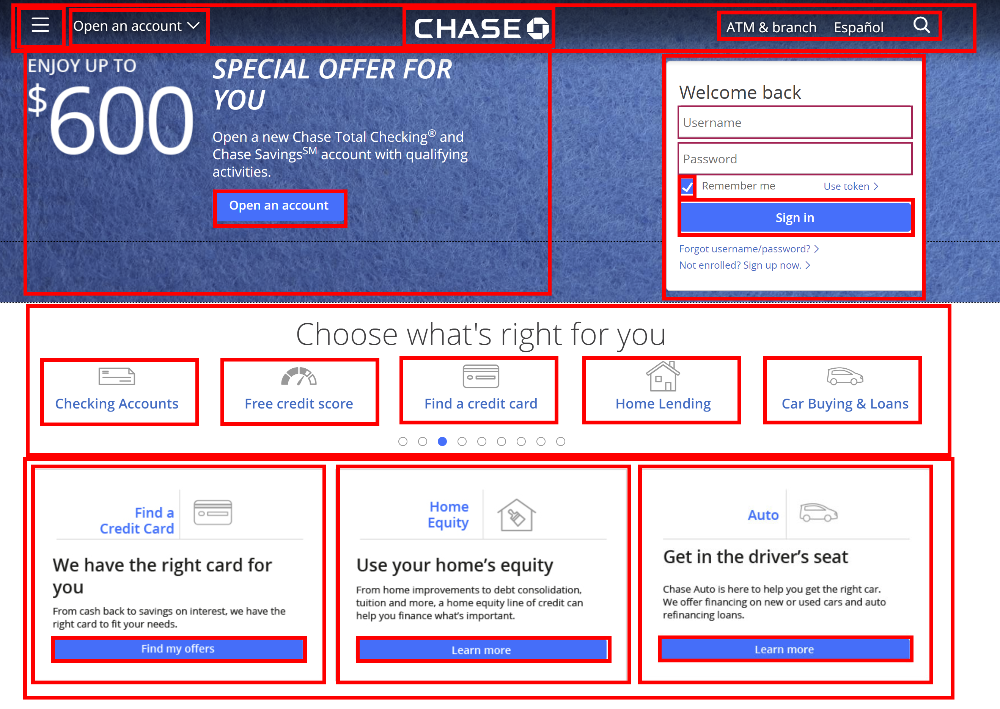 Open an account
CHASE
ATM & branch Español
ENJOY UP TO
$600
SPECIAL OFFER FOR
YOU
Open a new Chase Total Checking® and
Chase Savings℠ account with qualifying
activities.
Open an account
Welcome back
Username
Password
Remember me Use token
Sign in
Forgot username/password?
Not enrolled? Sign up now.
Choose what's right for you
Checking Accounts
Free credit score
Find a credit card
Home Lending
Car Buying & Loans
Find a
Credit Card
We have the right card for
you
From cash back to savings on interest, we have the
right card to fit your needs.
Find my offers
Home
Equity
Use your home’s equity
From home improvements to debt consolidation,
tuition and more, a home equity line of credit can
help you finance what’s important.
Learn more
Auto
Get in the driver’s seat
Chase Auto is here to help you get the right car.
We offer financing on new or used cars and auto
refinancing loans.
Learn more